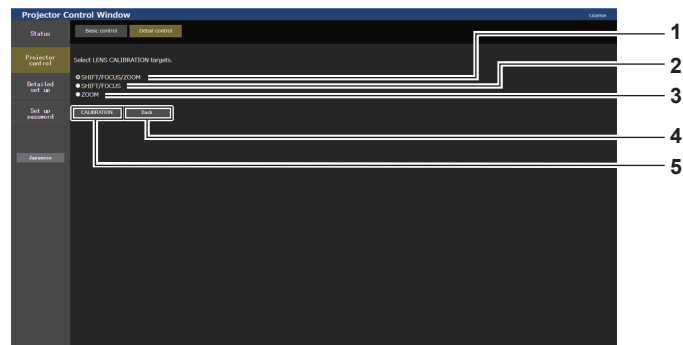 Projector Control Window
License
Status
Basic control
Detail control
Projector
control
Select LENS CALIBRATION targets.
SHIFT/FOCUS/ZOOM
SHIFT/FOCUS
ZOOM
Detailed
set up
Set up
password
CALIBRATION
Back
Japanese
1
2
3
4
5